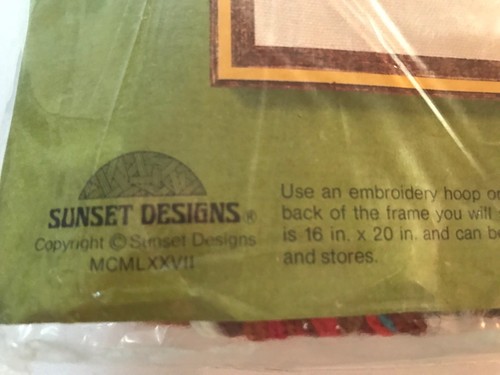 SUNSET DESIGNS®
Copyright © Sunset Designs
MCMLXXVII
Use an embroidery hoop or
back of the frame you will
is 16 in. x 20 in. and can be
and stores.